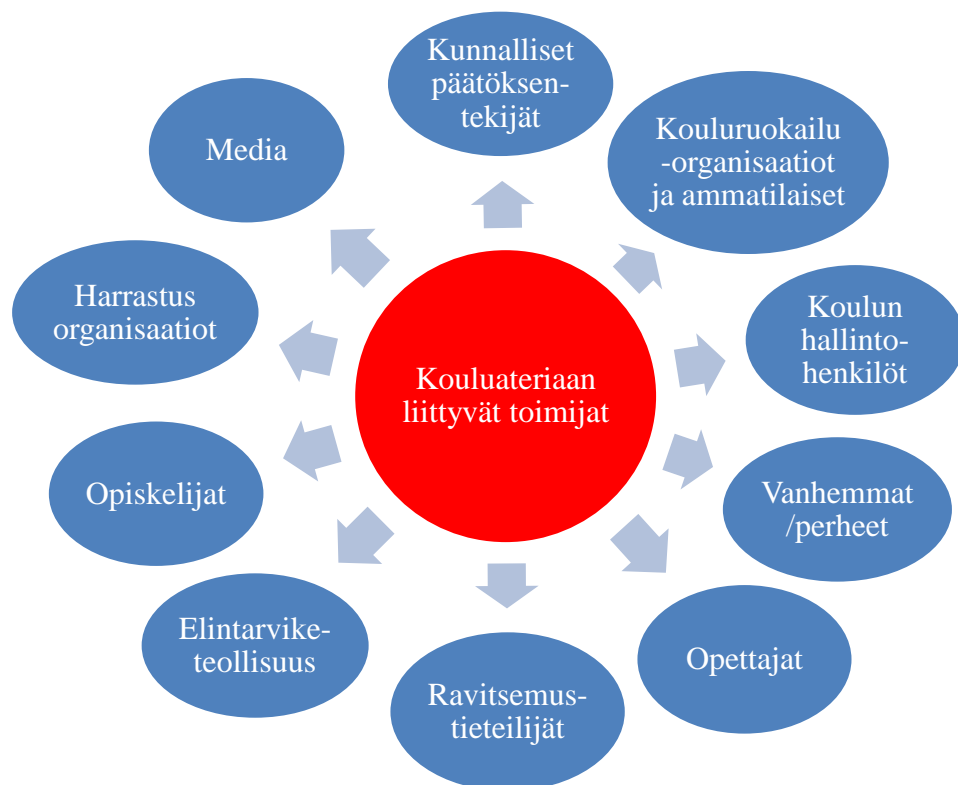 Kunnalliset
päätöksen-
tekijät
Kouluruokailu
-organisaatiot
ja ammatilaiset
Koulun
hallinto-
henkilöt
Vanhemmat
/perheet
Opettajat
Ravitsemus-
tieteilijät
Elintarvike-
teollisuus
Opiskelijat
Harrastus
organisaatiot
Media
Kouluateriaan
liittyvät toimijat